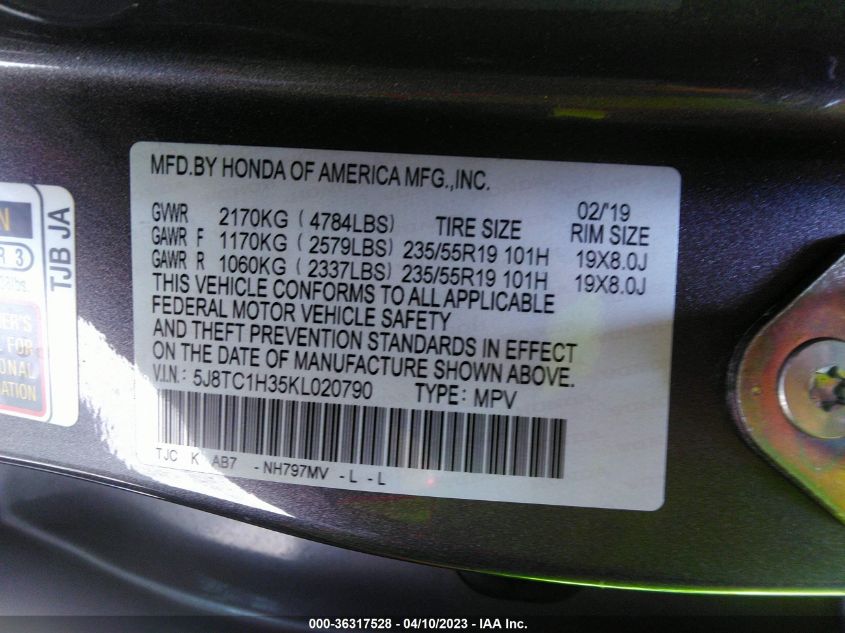 MFD.BY HONDA OF AMERICA MFG.,INC.
02/'19
GVWR 2170KG ( 4784LBS) TIRE SIZE RIM SIZE
GAWR F 1170KG ( 2579LBS) 235/55R19 101H 19X8.0J
GAWR R 1060KG ( 2337LBS) 235/55R19 101H 19X8.0J
THIS VEHICLE CONFORMS TO ALL APPLICABLE
FEDERAL MOTOR VEHICLE SAFETY
AND THEFT PREVENTION STANDARDS IN EFFECT
ON THE DATE OF MANUFACTURE SHOWN ABOVE.
V.I.N.: 5J8TC1H35KL020790 TYPE: MPV
TJC K AB7 -NH797MV -L -L
TJB JA
R 3
FOR
000-36317528 - 04/10/2023 - IAA Inc.